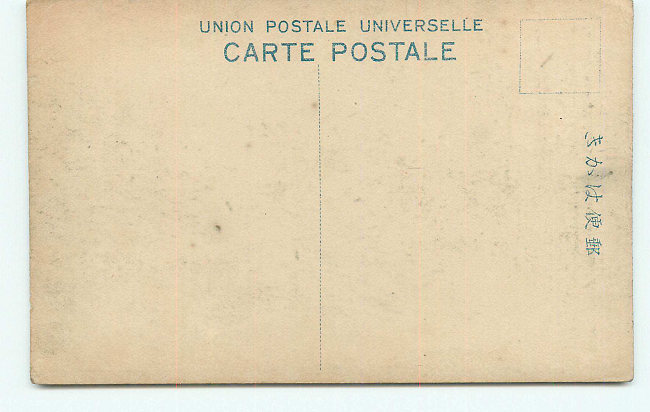 UNION POSTALE UNIVERSELLE
CARTE POSTALE
郵便はかき